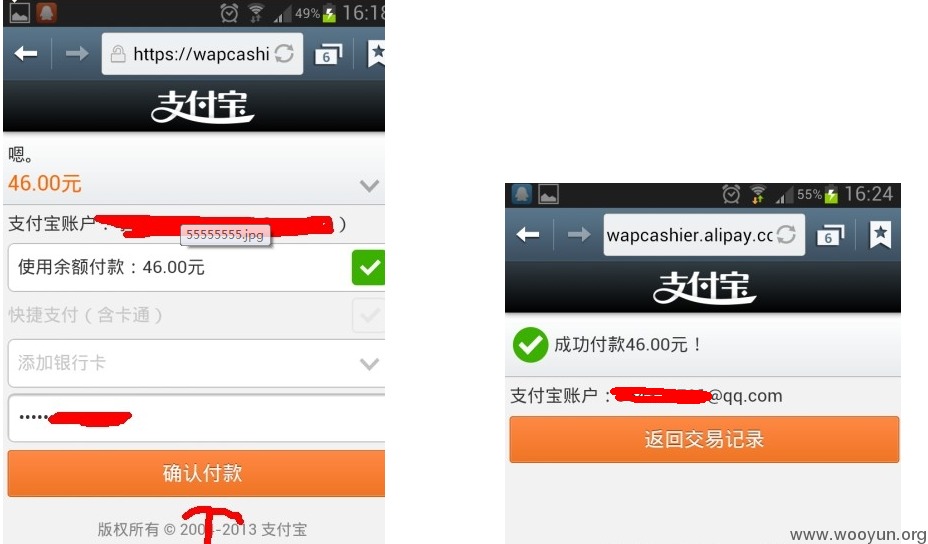 49% 16:18
https://wapcashi
6
支付宝
嗯。
46.00元
支付宝账户：
)
55555555.jpg
使用余额付款：46.00元
快捷支付（含卡通）
添加银行卡
确认付款
版权所有 © 2004-2013 支付宝
55% 16:24
wapcashier.alipay.cc
6
支付宝
成功付款46.00元！
支付宝账户：
@qq.com
返回交易记录
www.wooyun.org